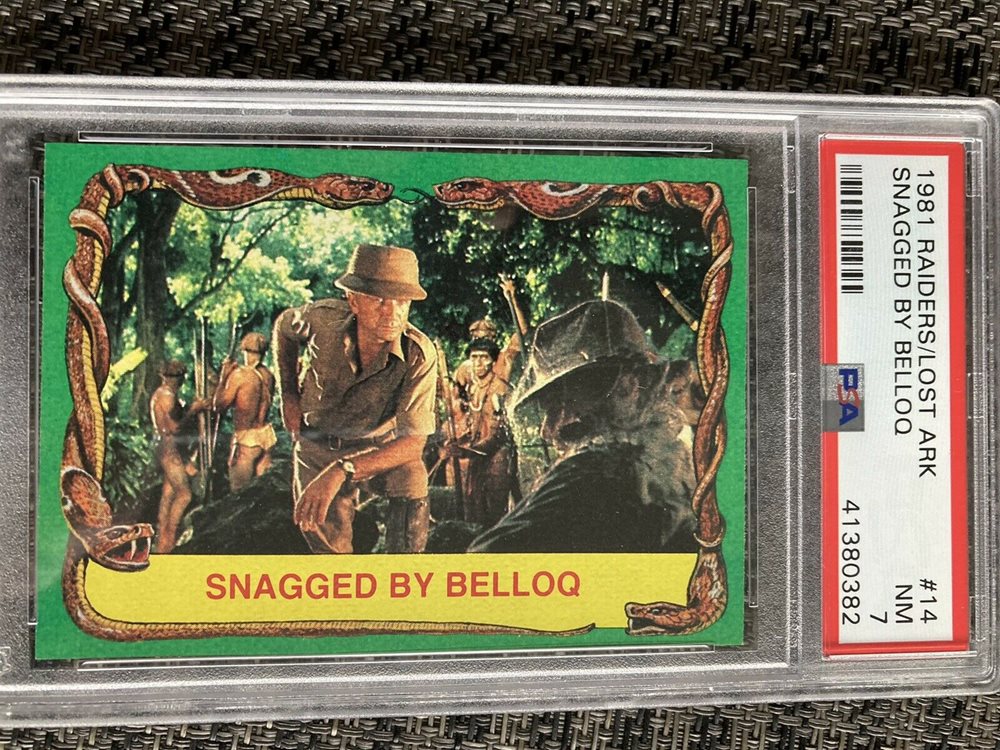 SNAGGED BY BELLOQ
1981 RAIDERS/LOST ARK
#14
SNAGGED BY BELLOQ
NM
7
PSA
41380382